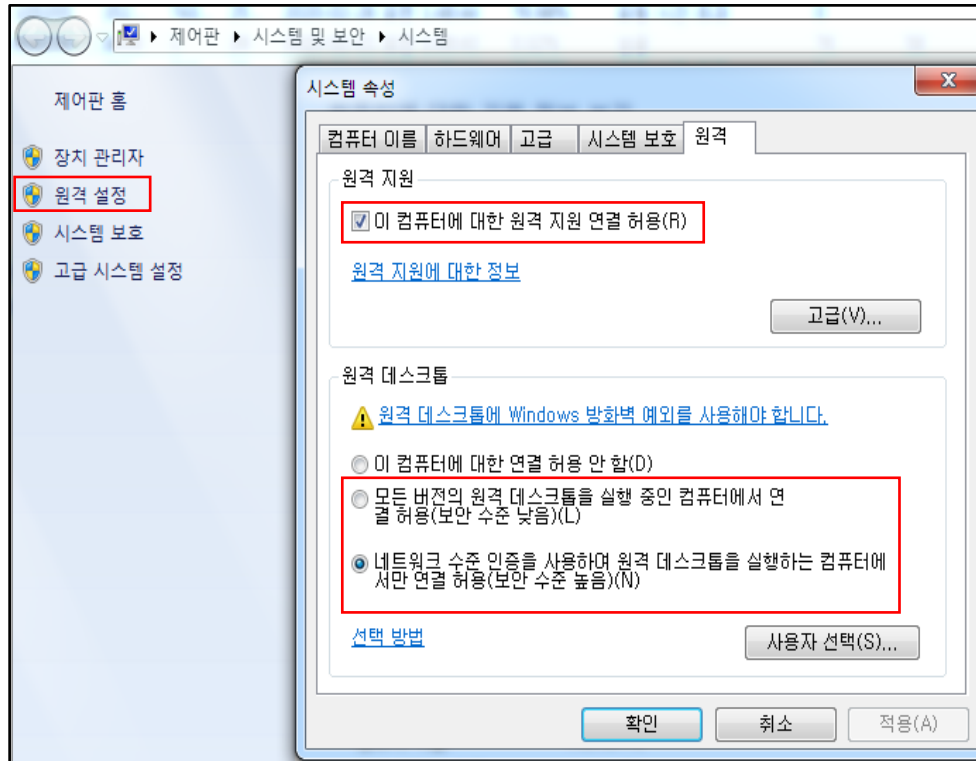 제어판 ▶ 시스템 및 보안 ▶ 시스템
제어판 홈
장치 관리자
원격 설정
시스템 보호
고급 시스템 설정
시스템 속성
컴퓨터 이름 하드웨어 고급 시스템 보호 원격
원격 지원
이 컴퓨터에 대한 원격 지원 연결 허용(R)
원격 지원에 대한 정보
고급(V)...
원격 데스크톱
원격 데스크톱에 Windows 방화벽 예외를 사용해야 합니다.
이 컴퓨터에 대한 연결 허용 안 함(D)
모든 버전의 원격 데스크톱을 실행 중인 컴퓨터에서 연
결 허용(보안 수준 낮음)(L)
네트워크 수준 인증을 사용하며 원격 데스크톱을 실행하는 컴퓨터에
서만 연결 허용(보안 수준 높음)(N)
선택 방법
사용자 선택(S)...
확인 취소 적용(A)